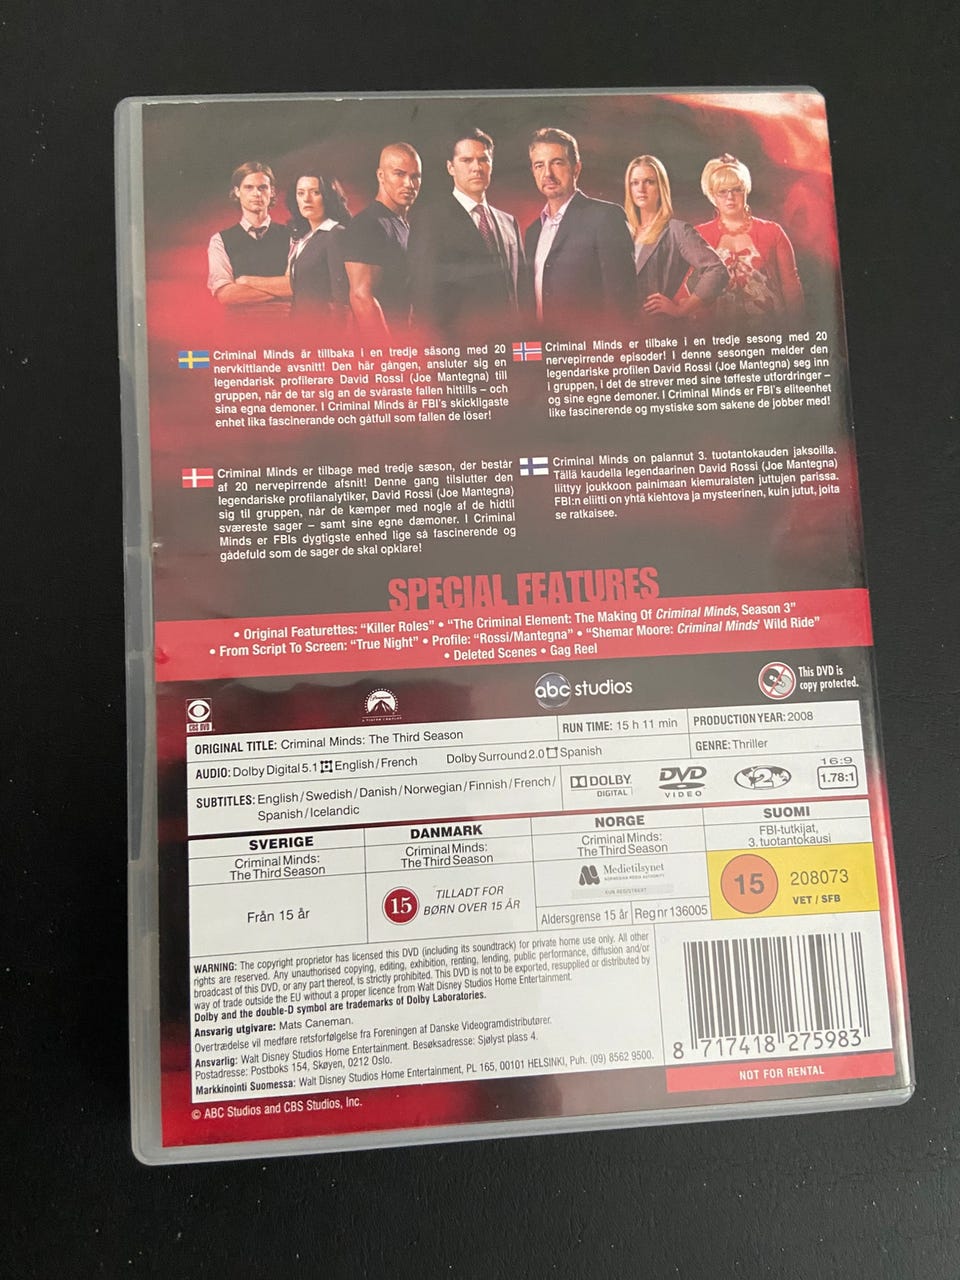 Criminal Minds är tillbaka i en tredje säsong med 20
nervkittlande avsnitt! Den här gången, ansluter sig en
legendarisk profilerare David Rossi (Joe Mantegna) till
gruppen, när de tar sig an de svåraste fallen hittills – och
sina egna demoner. I Criminal Minds är FBI's skickligaste
enhet lika fascinerande och gåtfull som fallen de löser!
Criminal Minds er tilbake i en tredje sesong med 20
nervepirrende episoder! I denne sesongen melder den
legendariske profilen David Rossi (Joe Mantegna) seg inn
i gruppen, i det de strever med sine tøffeste utfordringer –
og sine egne demoner. I Criminal Minds er FBI's eliteenhet
like fascinerende og mystiske som sakene de jobber med!
Criminal Minds er tilbage med tredje sæson, der består
af 20 nervepirrende afsnit! Denne gang tilslutter den
legendariske profilanalytiker, David Rossi (Joe Mantegna)
sig til gruppen, når de kæmper med nogle af de hidtil
sværeste sager – samt sine egne dæmoner. I Criminal
Minds er FBIs dygtigste enhed lige så fascinerende og
gådefuld som de sager de skal opklare!
Criminal Minds on palannut 3. tuotantokauden jaksoilla.
Tällä kaudella legendaarinen David Rossi (Joe Mantegna)
liittyy joukkoon painimaan kiemuraisten juttujen parissa.
FBI:n eliitti on yhtä kiehtova ja mysteerinen, kuin jutut, joita
se ratkaisee.
SPECIAL FEATURES
• Original Featurettes: “Killer Roles” • “The Criminal Element: The Making Of Criminal Minds, Season 3”
• From Script To Screen: “True Night” • Profile: “Rossi/Mantegna” • “Shemar Moore: Criminal Minds' Wild Ride”
• Deleted Scenes • Gag Reel
CBS DVD
Paramount
abc studios
This DVD is
copy protected.
ORIGINAL TITLE: Criminal Minds: The Third Season
RUN TIME: 15 h 11 min
PRODUCTION YEAR: 2008
AUDIO: Dolby Digital 5.1 English/French Dolby Surround 2.0 Spanish
GENRE: Thriller
SUBTITLES: English/Swedish/Danish/Norwegian/Finnish/French/
Spanish/Icelandic
DOLBY
DIGITAL
DVD
VIDEO
2
16:9
1.78:1
SVERIGE
Criminal Minds:
The Third Season
Från 15 år
DANMARK
Criminal Minds:
The Third Season
15
TILLADT FOR
BØRN OVER 15 ÅR
NORGE
Criminal Minds:
The Third Season
Medietilsynet
NORWEGIAN MEDIA AUTHORITY
KUN REGISTRERT
Aldersgrense 15 år
Reg nr 136005
SUOMI
FBI-tutkijat,
3. tuotantokausi
15
208073
VET / SFB
WARNING: The copyright proprietor has licensed this DVD (including its soundtrack) for private home use only. All other
rights are reserved. Any unauthorised copying, editing, exhibition, renting, lending, public performance, diffusion and/or
broadcast of this DVD, or any part thereof, is strictly prohibited. This DVD is not to be exported, resupplied or distributed by
way of trade outside the EU without a proper licence from Walt Disney Studios Home Entertainment.
Dolby and the double-D symbol are trademarks of Dolby Laboratories.
Ansvarig utgivare: Mats Caneman.
Overtrædelse vil medføre retsforfølgelse fra Foreningen af Danske Videogramdistributører.
Ansvarlig: Walt Disney Studios Home Entertainment. Besøksadresse: Sjølyst plass 4.
Postadresse: Postboks 154, Skøyen, 0212 Oslo.
Markkinointi Suomessa: Walt Disney Studios Home Entertainment, PL 165, 00101 HELSINKI, Puh. (09) 8562 9500.
8 717418 275983
NOT FOR RENTAL
© ABC Studios and CBS Studios, Inc.